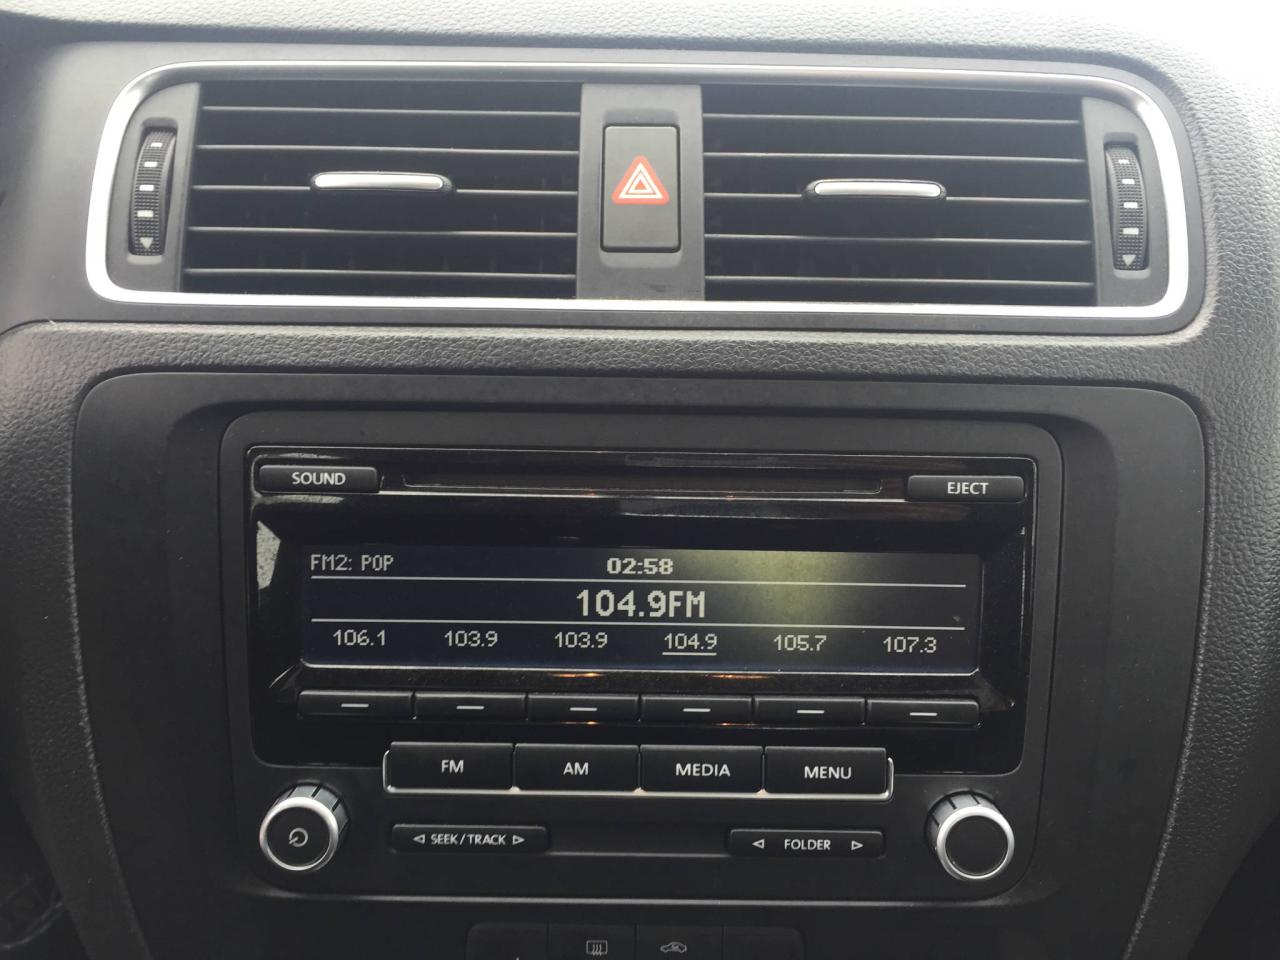 SOUND
EJECT
FM2: POP 02:58
104.9FM
106.1 103.9 103.9 104.9 105.7 107.3
FM AM MEDIA MENU
SEEK / TRACK
FOLDER